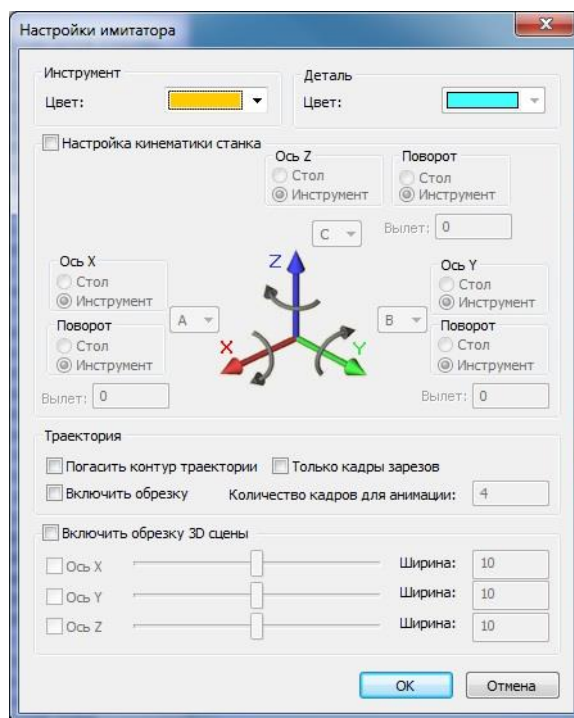 Настройки имитатора
Инструмент
Цвет:
Деталь
Цвет:
Настройка кинематики станка
Ось Z
Стол
Инструмент
Поворот
Стол
Инструмент
C
Вылет: 0
Ось X
Стол
Инструмент
Поворот
Стол
Инструмент
A
Вылет: 0
Z
X
Y
B
Ось Y
Стол
Инструмент
Поворот
Стол
Инструмент
Вылет: 0
Траектория
Погасить контур траектории
Только кадры зарезов
Включить обрезку
Количество кадров для анимации: 4
Включить обрезку 3D сцены
Ось X Ширина: 10
Ось Y Ширина: 10
Ось Z Ширина: 10
OK Отмена